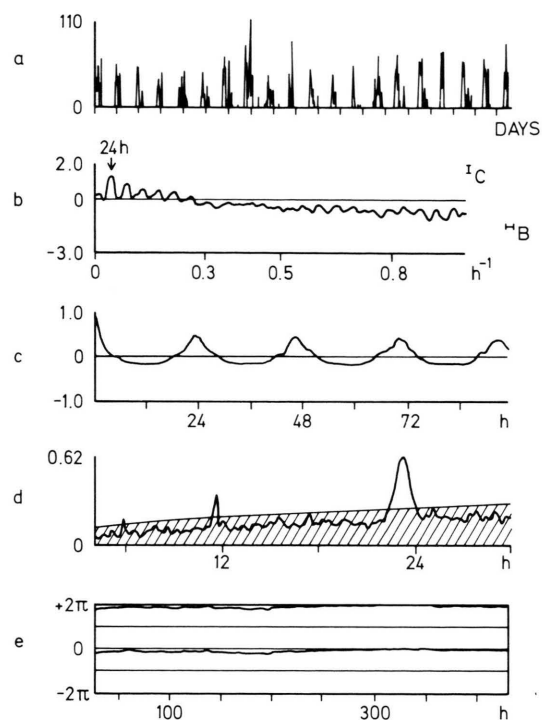 110
a
0
DAYS
24h
2.0
I C
b
0
H B
-3.0
0 0.3 0.5 0.8 h⁻¹
1.0
c
0
-1.0
24 48 72 h
0.62
d
0
12 24 h
+2π
e
0
-2π
100 300 h